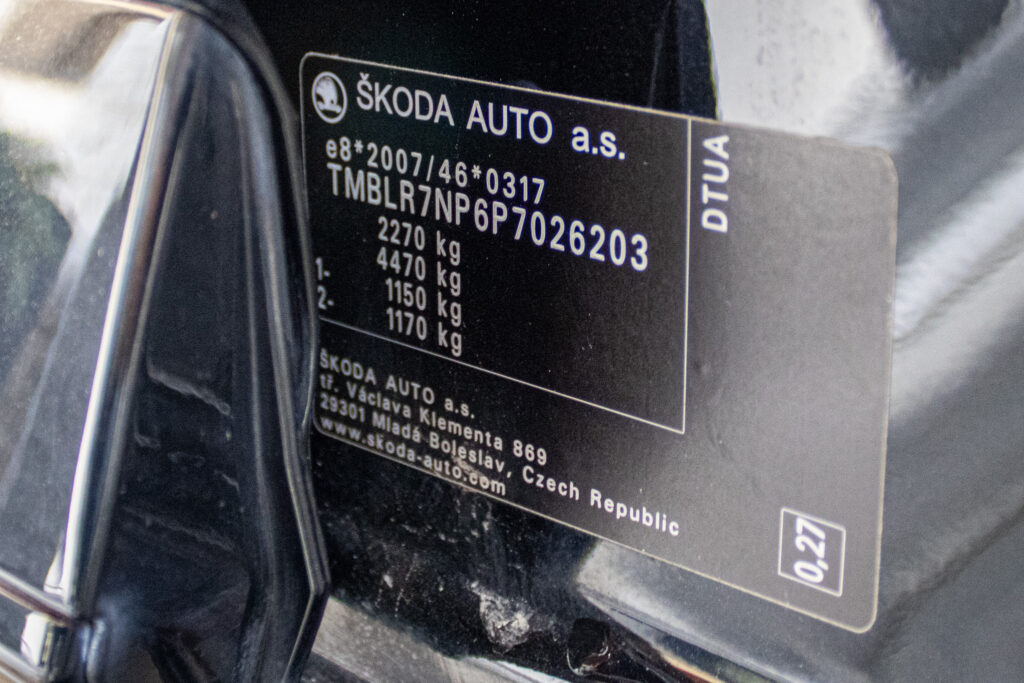 ŠKODA AUTO a.s.
e8*2007/46*0317
TMBLR7NP6P7026203
2270 kg
4470 kg
1- 1150 kg
2- 1170 kg
ŠKODA AUTO a.s.
tř. Václava Klementa 869
29301 Mladá Boleslav, Czech Republic
www.skoda-auto.com
DTUA
0,27